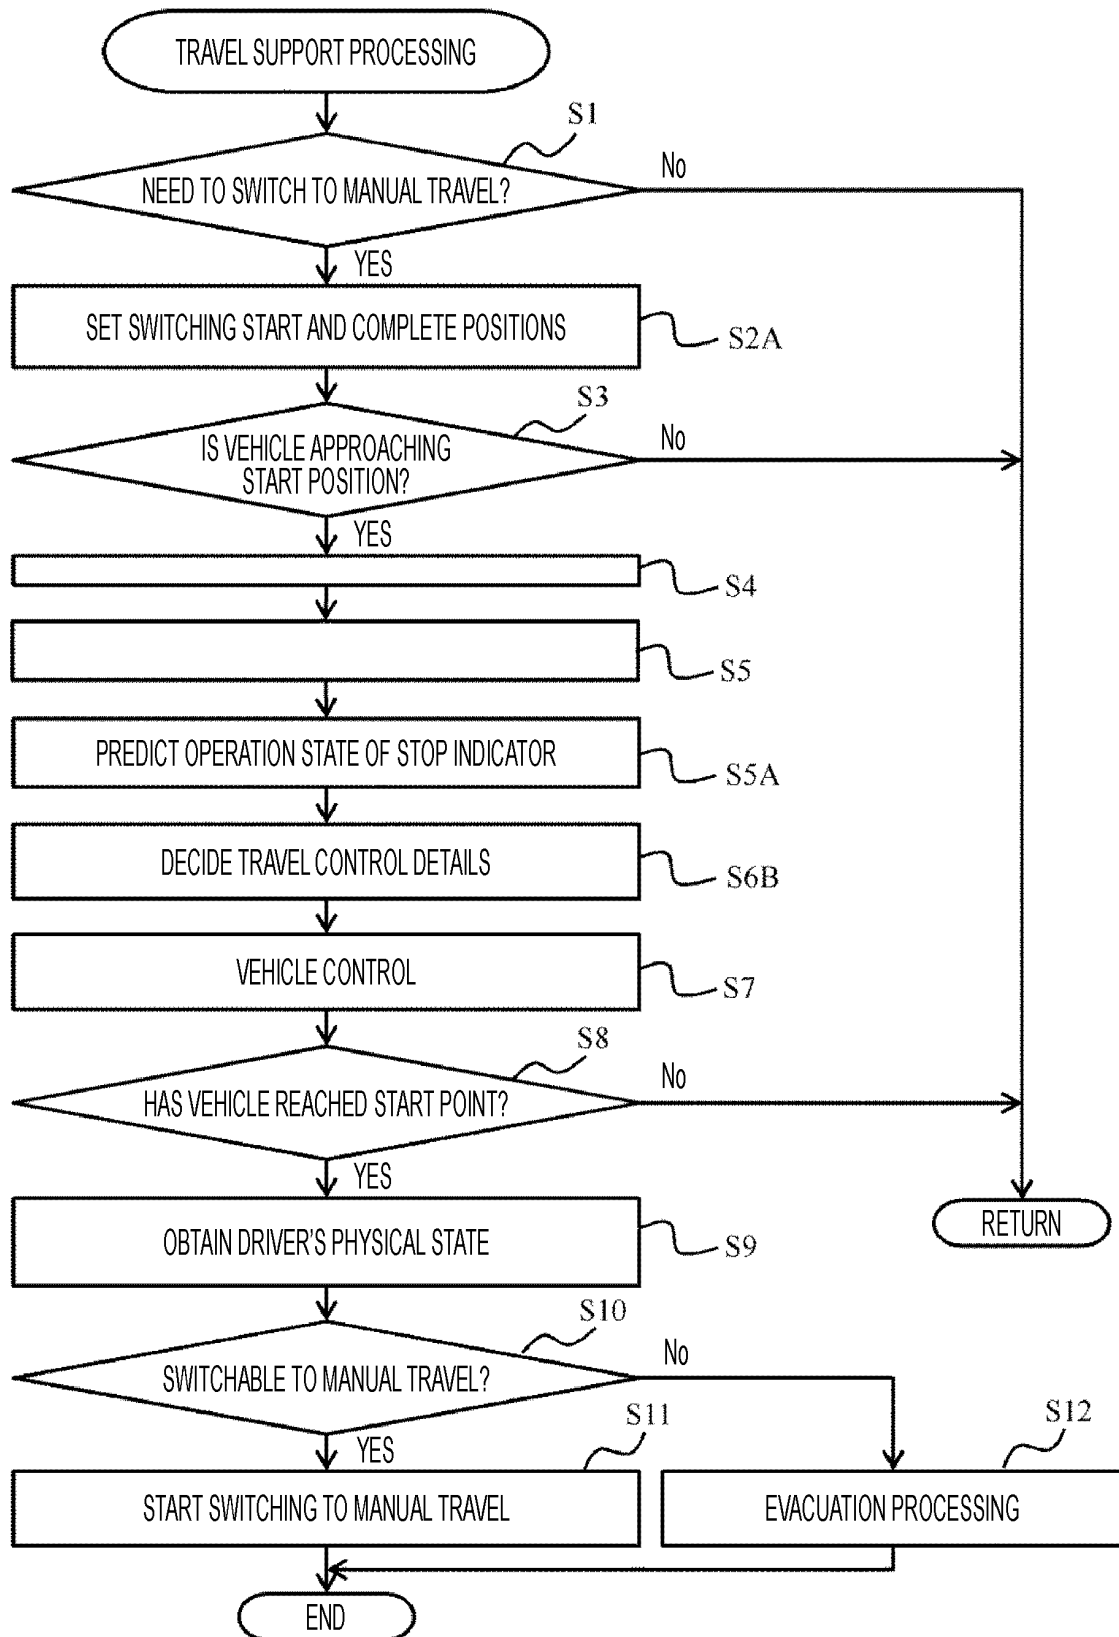 TRAVEL SUPPORT PROCESSING
S1
NEED TO SWITCH TO MANUAL TRAVEL?
No
YES
SET SWITCHING START AND COMPLETE POSITIONS
S2A
S3
IS VEHICLE APPROACHING
START POSITION?
No
YES
S4
S5
PREDICT OPERATION STATE OF STOP INDICATOR
S5A
DECIDE TRAVEL CONTROL DETAILS
S6B
VEHICLE CONTROL
S7
S8
HAS VEHICLE REACHED START POINT?
No
YES
RETURN
OBTAIN DRIVER'S PHYSICAL STATE
S9
S10
SWITCHABLE TO MANUAL TRAVEL?
No
YES
S11
S12
START SWITCHING TO MANUAL TRAVEL
EVACUATION PROCESSING
END